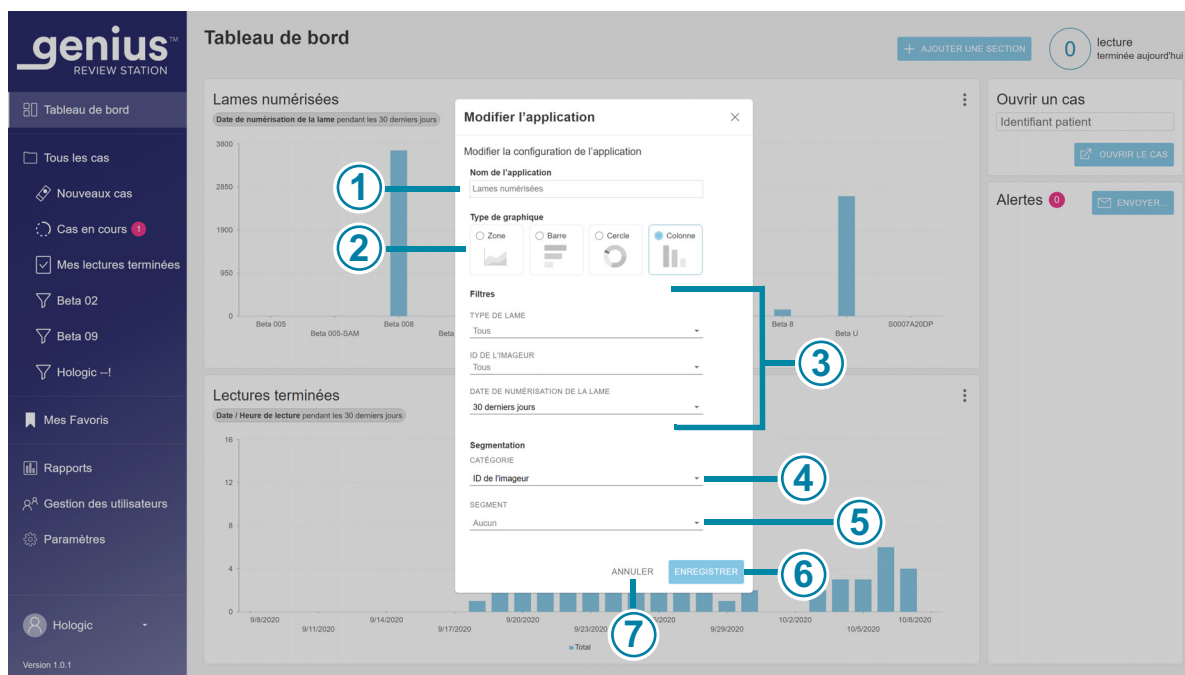 genius™
REVIEW STATION
Tableau de bord
Tous les cas
Nouveaux cas
Cas en cours 1
Mes lectures terminées
Beta 02
Beta 09
Hologic --!
Mes Favoris
Rapports
Gestion des utilisateurs
Paramètres
Hologic
Version 1.0.1
Tableau de bord
+ AJOUTER UNE SECTION
0
lecture
terminée aujourd'hui
Lames numérisées
Date de numérisation de la lame pendant les 30 derniers jours
3800
2850
1900
950
0
Beta 005
Beta 005-SAM
Beta 008
Beta
Beta 8
Beta U
S0007A20DP
Lectures terminées
Date / Heure de lecture pendant les 30 derniers jours
16
12
8
4
0
9/8/2020
9/11/2020
9/14/2020
9/17/2020
9/20/2020
9/23/2020
/2020
9/29/2020
10/2/2020
10/5/2020
10/8/2020
Total
Modifier l'application
Modifier la configuration de l'application
Nom de l'application
Lames numérisées
1
Type de graphique
Zone
Barre
Cercle
Colonne
2
Filtres
TYPE DE LAME
Tous
ID DE L'IMAGEUR
Tous
3
DATE DE NUMÉRISATION DE LA LAME
30 derniers jours
Segmentation
CATÉGORIE
ID de l'imageur
4
SEGMENT
Aucun
5
ANNULER
ENREGISTRER
6
7
Ouvrir un cas
Identifiant patient
OUVRIR LE CAS
Alertes 0
ENVOYER...